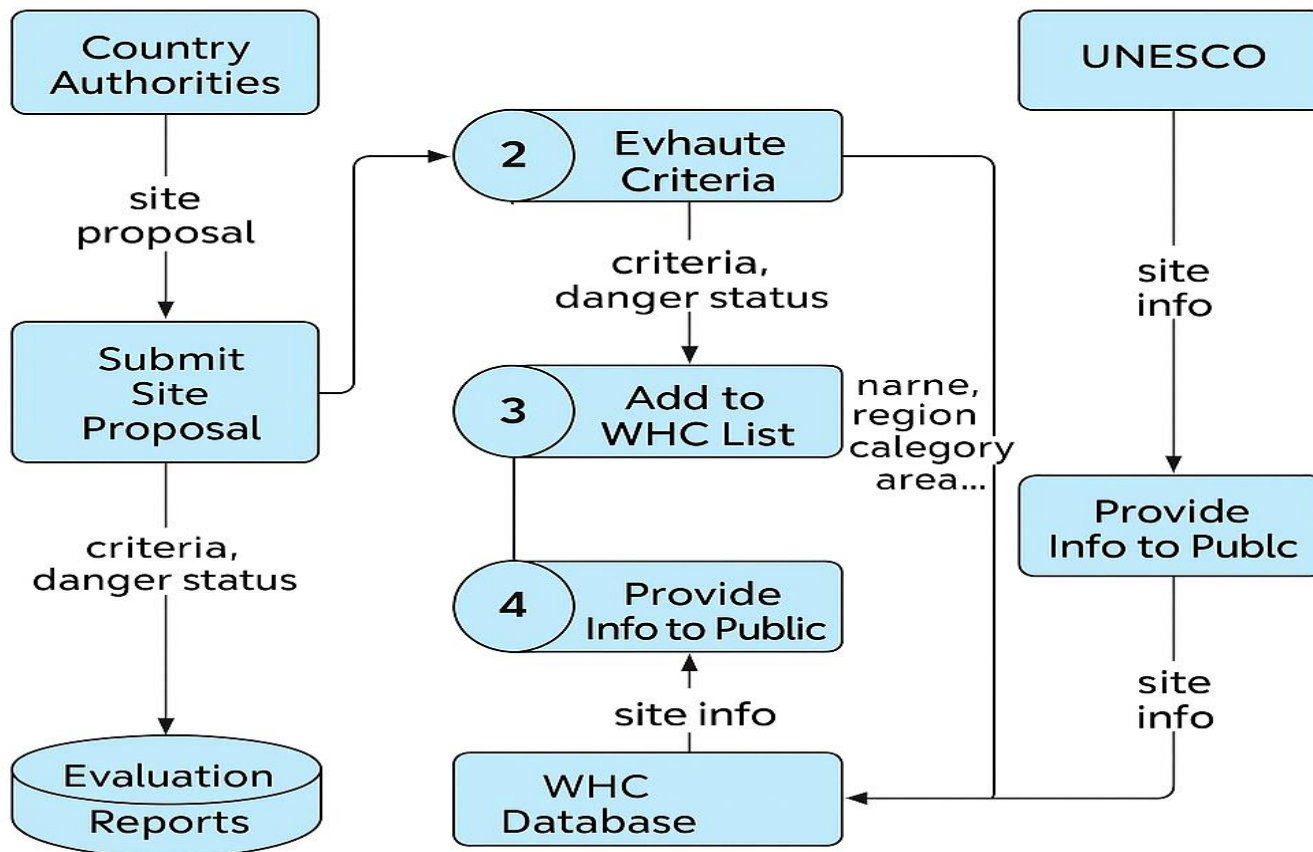 Country
Authorities
site
proposal
Submit
Site
Proposal
criteria,
danger status
Evaluation
Reports
2
Evhaute
Criteria
criteria,
danger status
3
Add to
WHC List
4
Provide
Info to Public
site info
WHC
Database
narne,
region
calegory
area...
UNESCO
site
info
Provide
Info to Publc
site
info